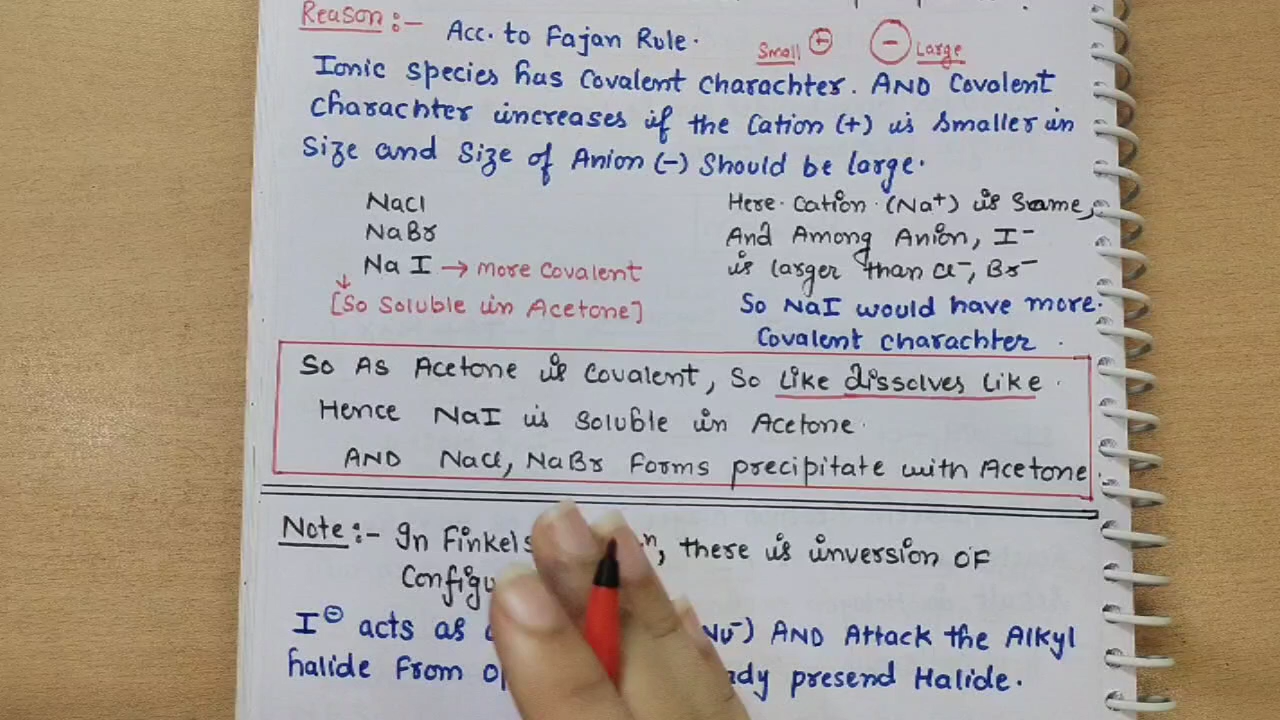 Reason :-
Acc. to Fajan Rule.
Small + - Large
Ionic species has Covalent charachter. AND Covalent
charachter increases if the Cation (+) is smaller in
Size and Size of Anion (-) Should be large.
NaCl
NaBr
Na I → more Covalent
[So Soluble in Acetone]
Here Cation (Na⁺) is Same,
And Among Anion, I⁻
is larger than Cl⁻, Br⁻
So NaI would have more
Covalent charachter.
So As Acetone is Covalent, So like dissolves like.
Hence NaI is Soluble in Acetone.
AND NaCl, NaBr Forms precipitate with Acetone.
Note :- In Finkels n, there is inversion OF
Configu
I⊖ acts as Nu⁻) AND Attack the Alkyl
halide From presend Halide.